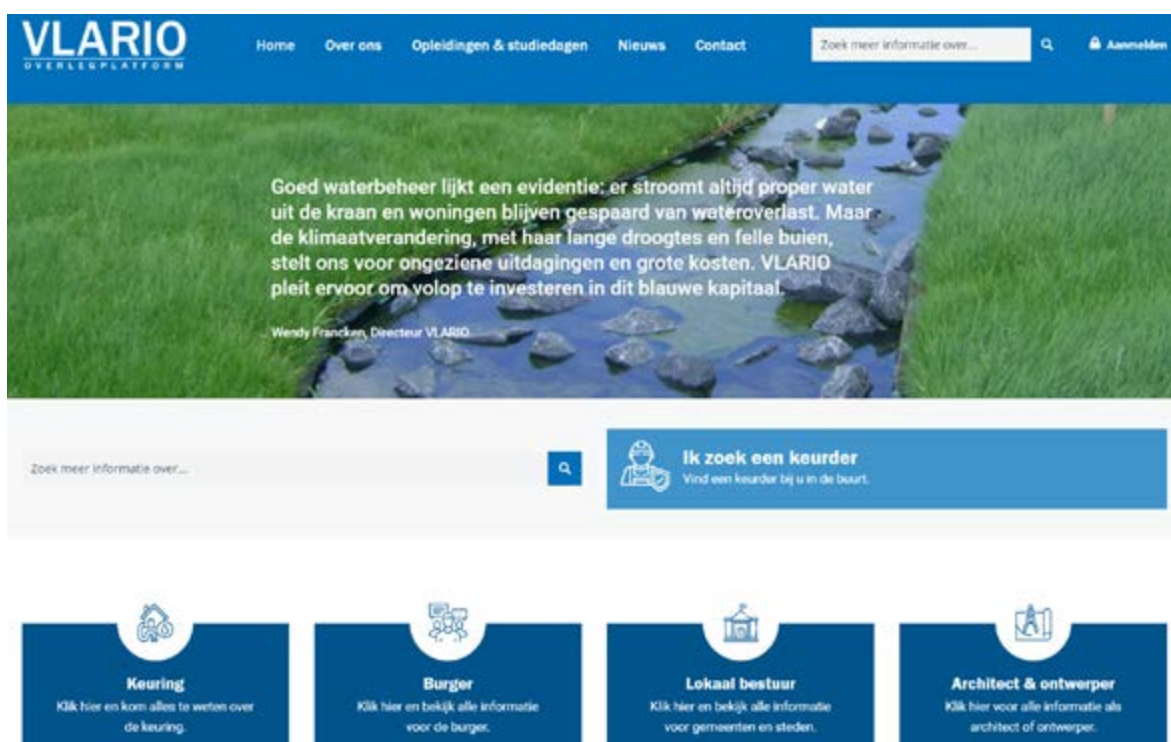 VLARIO
OVERLEGPLATFORM
Home Over ons Opleidingen & studiedagen Nieuws Contact
Zoek meer informatie over...
Aanmelden
Goed waterbeheer lijkt een evidentie: er stroomt altijd proper water
uit de kraan en woningen blijven gespaard van wateroverlast. Maar
de klimaatverandering, met haar lange droogtes en felle buien,
stelt ons voor ongeziene uitdagingen en grote kosten. VLARIO
pleit ervoor om volop te investeren in dit blauwe kapitaal.
Wendy Francken, Directeur VLARIO
Zoek meer informatie over...
Ik zoek een keurder
Vind een keurder bij u in de buurt.
Keuring
Klik hier en kom alles te weten over
de keuring.
Burger
Klik hier en bekijk alle informatie
voor de burger.
Lokaal bestuur
Klik hier en bekijk alle informatie
voor gemeenten en steden.
Architect & ontwerper
Klik hier voor alle informatie als
architect of ontwerper.